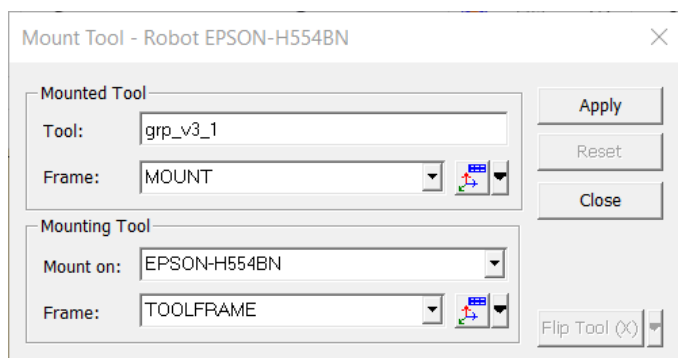 Mount Tool - Robot EPSON-H554BN
Mounted Tool
Tool: grp_v3_1
Frame: MOUNT
Apply
Reset
Close
Mounting Tool
Mount on: EPSON-H554BN
Frame: TOOLFRAME
Flip Tool (X)